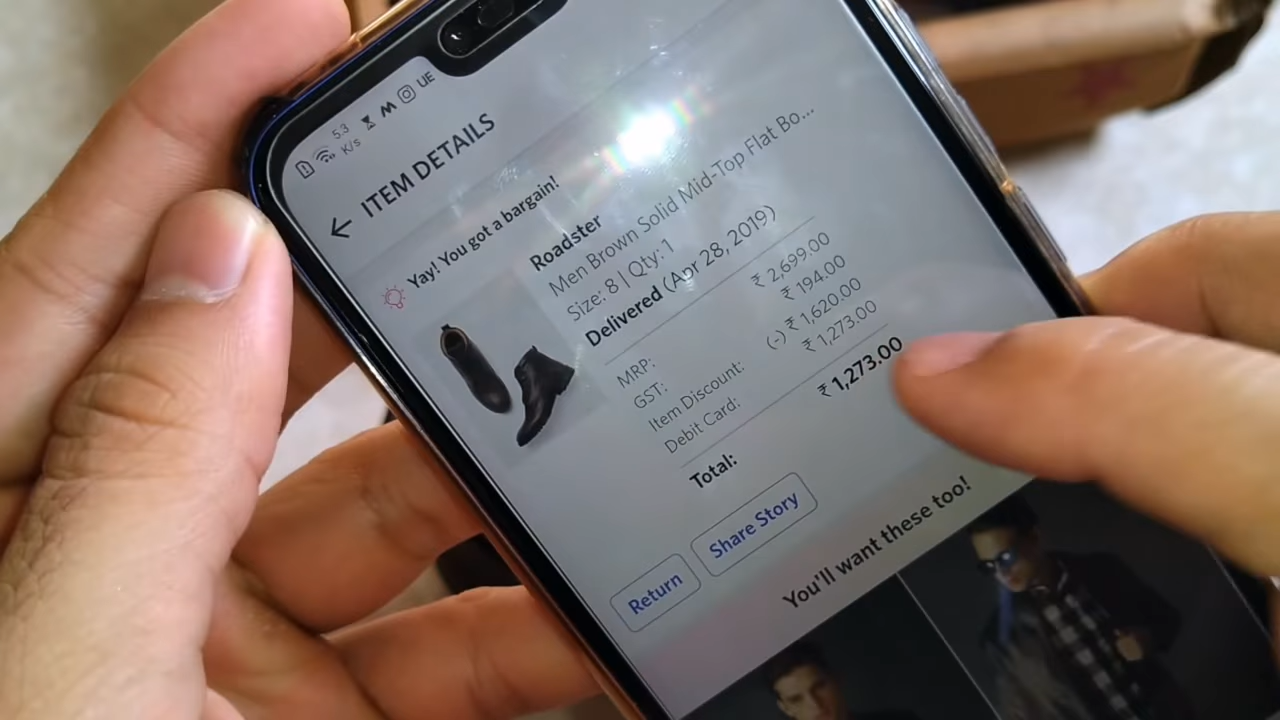 5.3 K/s UE
ITEM DETAILS
Yay! You got a bargain!
Roadster
Men Brown Solid Mid-Top Flat Bo...
Size: 8 | Qty: 1
Delivered (Apr 28, 2019)
MRP: ₹ 2,699.00
GST: ₹ 194.00
Item Discount: (-) ₹ 1,620.00
Debit Card: ₹ 1,273.00
Total: ₹ 1,273.00
Return Share Story
You'll want these too!